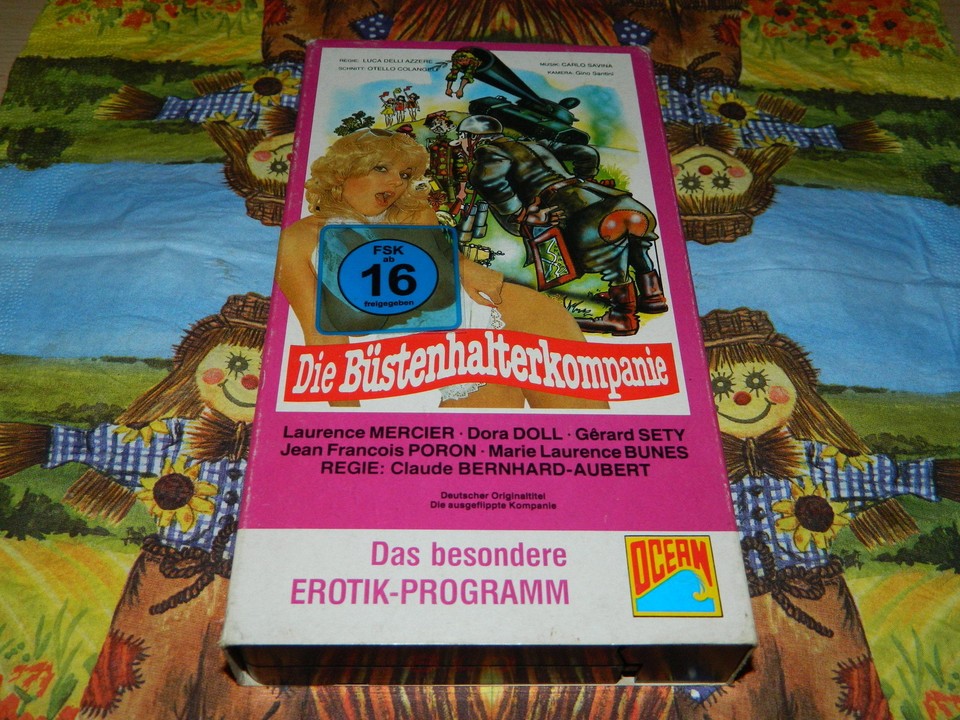 REGIE: LUCA DELLI AZZERE
SCHNITT: OTELLO COLANGELI
MUSIK: CARLO SAVINA
KAMERA: Gino Santini
FSK
ab
16
freigegeben
Die Büstenhalterkompanie
Laurence MERCIER · Dora DOLL · Gêrard SETY
Jean Francois PORON · Marie Laurence BUNES
REGIE: Claude BERNHARD-AUBERT
Deutscher Originaltitel
Die ausgeflippte Kompanie
Das besondere
EROTIK-PROGRAMM
OCEAN